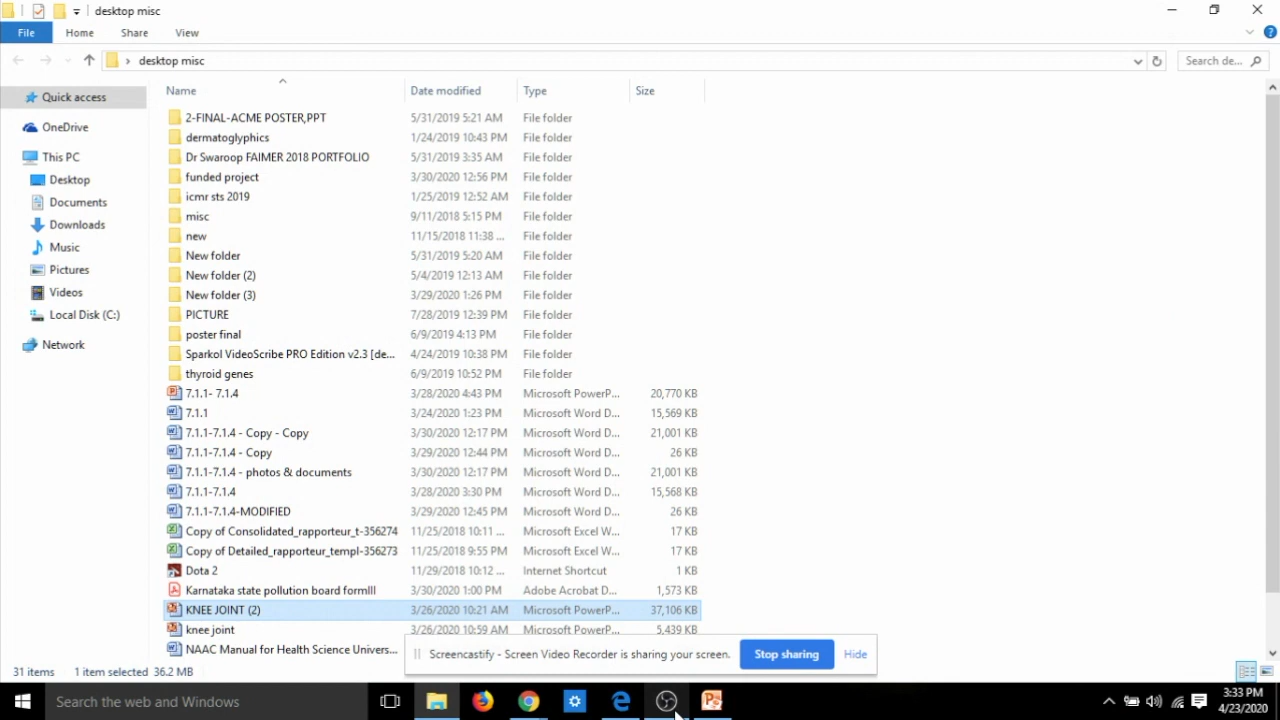 desktop misc
File Home Share View
desktop misc Search de...
Quick access
OneDrive
This PC
Desktop
Documents
Downloads
Music
Pictures
Videos
Local Disk (C:)
Network
Name Date modified Type Size
2-FINAL-ACME POSTER,PPT 5/31/2019 5:21 AM File folder
dermatoglyphics 1/24/2019 10:43 PM File folder
Dr Swaroop FAIMER 2018 PORTFOLIO 5/31/2019 3:35 AM File folder
funded project 3/30/2020 12:56 PM File folder
icmr sts 2019 1/25/2019 12:52 AM File folder
misc 9/11/2018 5:15 PM File folder
new 11/15/2018 11:38 ... File folder
New folder 5/31/2019 5:20 AM File folder
New folder (2) 5/4/2019 12:13 AM File folder
New folder (3) 3/29/2020 1:26 PM File folder
PICTURE 7/28/2019 12:39 PM File folder
poster final 6/9/2019 4:13 PM File folder
Sparkol VideoScribe PRO Edition v2.3 [de... 4/24/2019 10:38 PM File folder
thyroid genes 6/9/2019 10:52 PM File folder
7.1.1- 7.1.4 3/28/2020 4:43 PM Microsoft PowerP... 20,770 KB
7.1.1 3/24/2020 1:23 PM Microsoft Word D... 15,569 KB
7.1.1-7.1.4 - Copy - Copy 3/30/2020 12:17 PM Microsoft Word D... 21,001 KB
7.1.1-7.1.4 - Copy 3/29/2020 12:44 PM Microsoft Word D... 26 KB
7.1.1-7.1.4 - photos & documents 3/30/2020 12:17 PM Microsoft Word D... 21,001 KB
7.1.1-7.1.4 3/28/2020 3:30 PM Microsoft Word D... 15,568 KB
7.1.1-7.1.4-MODIFIED 3/29/2020 12:45 PM Microsoft Word D... 26 KB
Copy of Consolidated_rapporteur_t-356274 11/25/2018 10:11 ... Microsoft Excel W... 17 KB
Copy of Detailed_rapporteur_templ-356273 11/25/2018 9:55 PM Microsoft Excel W... 17 KB
Dota 2 11/29/2018 10:12 ... Internet Shortcut 1 KB
Karnataka state pollution board formIII 3/30/2020 1:00 PM Adobe Acrobat D... 1,573 KB
KNEE JOINT (2) 3/26/2020 10:21 AM Microsoft PowerP... 37,106 KB
knee joint 3/26/2020 10:59 AM Microsoft PowerP... 5,439 KB
NAAC Manual for Health Science Univers...
Screencastify - Screen Video Recorder is sharing your screen. Stop sharing Hide
31 items 1 item selected 36.2 MB
Search the web and Windows
3:33 PM
4/23/2020